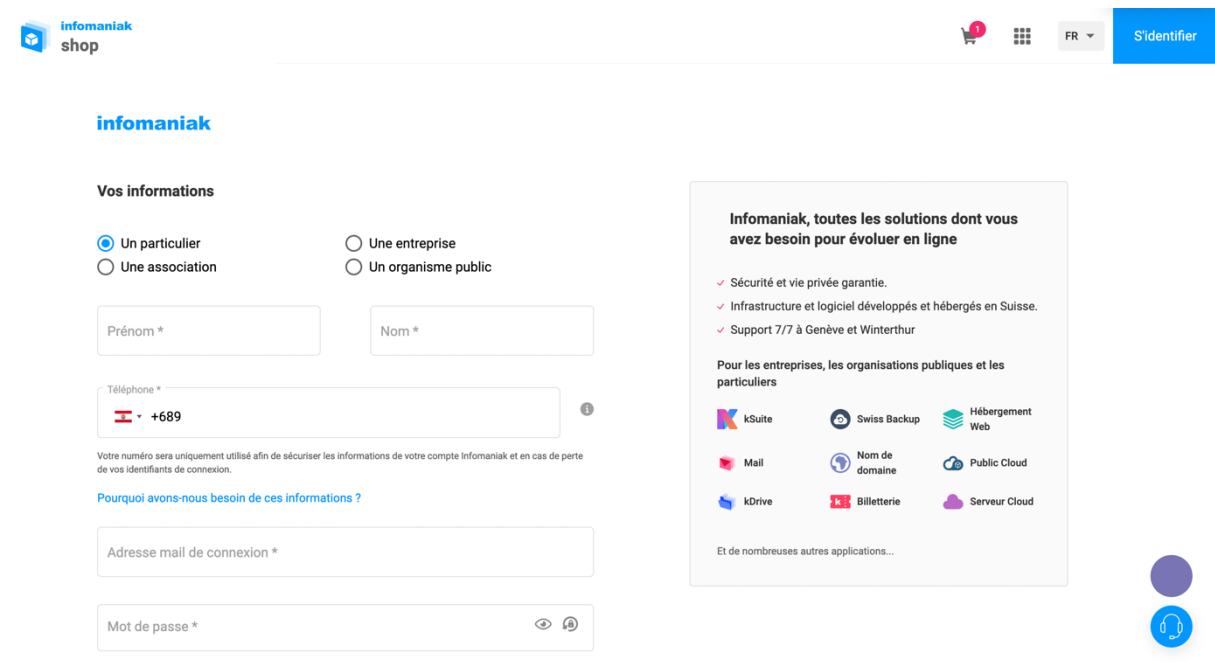 infomaniak
shop
1
FR
S'identifier
infomaniak
Vos informations
Un particulier
Une entreprise
Une association
Un organisme public
Prénom *
Nom *
Téléphone *
+689
Votre numéro sera uniquement utilisé afin de sécuriser les informations de votre compte Infomaniak et en cas de perte
de vos identifiants de connexion.
Pourquoi avons-nous besoin de ces informations ?
Adresse mail de connexion *
Mot de passe *
Infomaniak, toutes les solutions dont vous
avez besoin pour évoluer en ligne
Sécurité et vie privée garantie.
Infrastructure et logiciel développés et hébergés en Suisse.
Support 7/7 à Genève et Winterthur
Pour les entreprises, les organisations publiques et les
particuliers
kSuite
Swiss Backup
Hébergement
Web
Mail
Nom de
domaine
Public Cloud
kDrive
Billetterie
Serveur Cloud
Et de nombreuses autres applications...